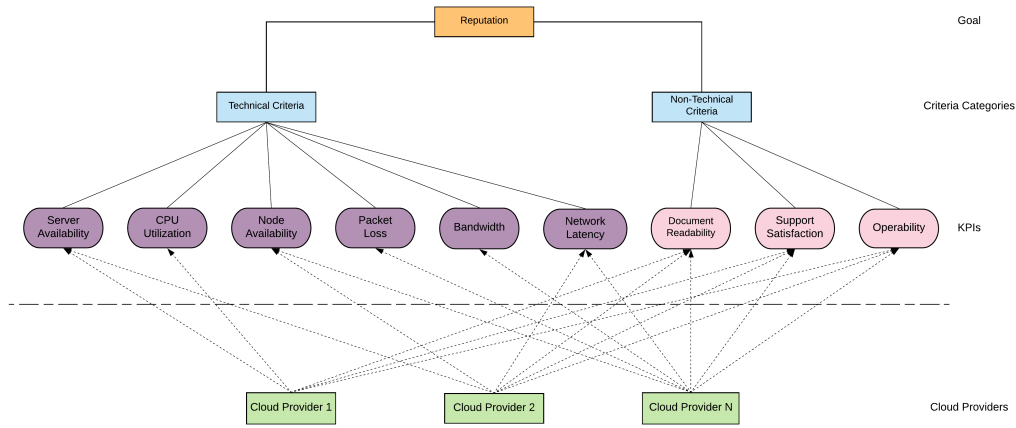 Reputation
Goal
Technical Criteria
Non-Technical
Criteria
Criteria Categories
Server
Availability
CPU
Utilization
Node
Availability
Packet
Loss
Bandwidth
Network
Latency
Document
Readability
Support
Satisfaction
Operability
KPIs
Cloud Provider 1
Cloud Provider 2
Cloud Provider N
Cloud Providers